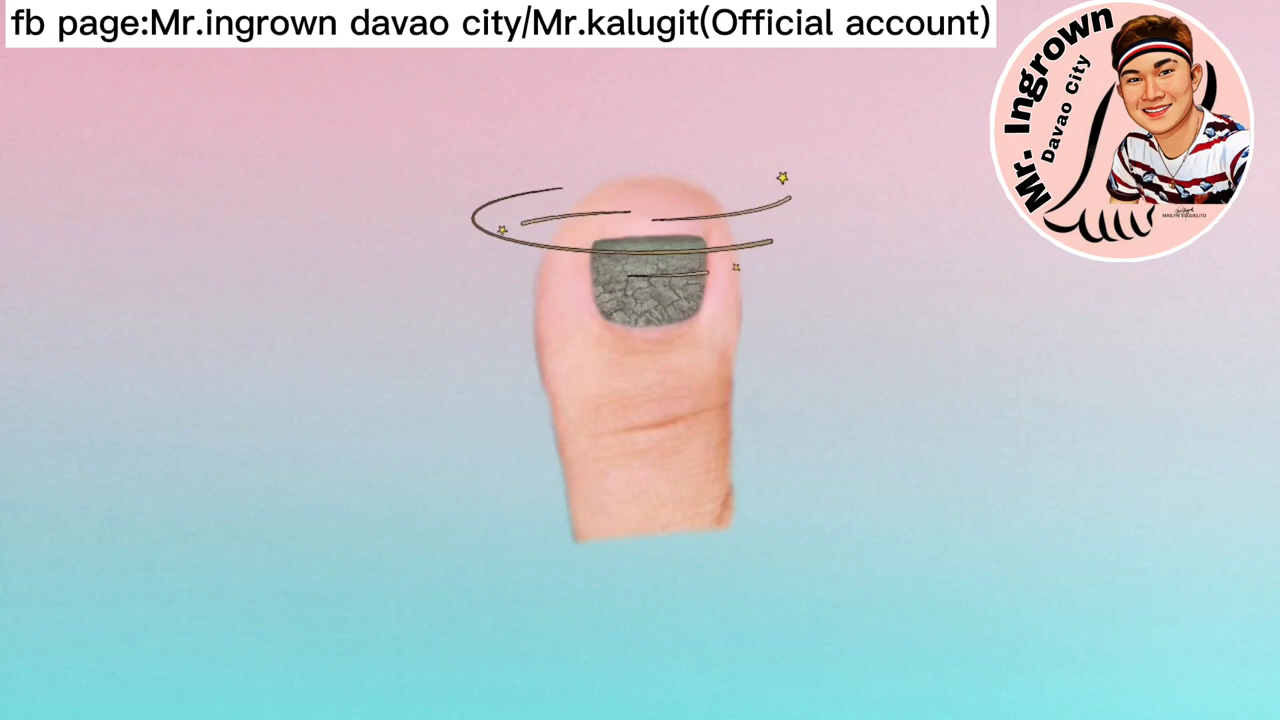 fb page:Mr.ingrown davao city/Mr.kalugit(Official account)
Mr. Ingrown
Davao City